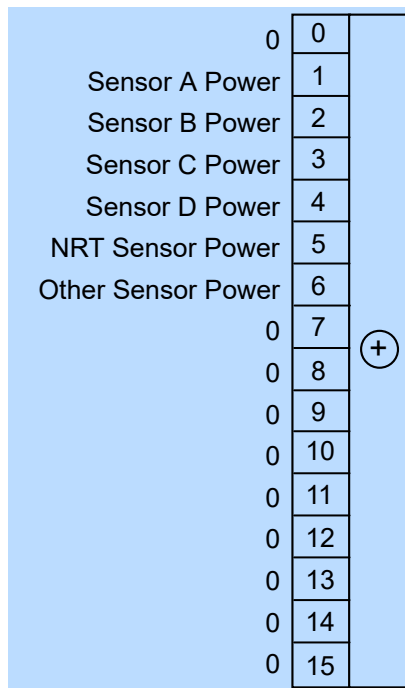 0 0
Sensor A Power 1
Sensor B Power 2
Sensor C Power 3
Sensor D Power 4
NRT Sensor Power 5
Other Sensor Power 6
0 7
+
0 8
0 9
0 10
0 11
0 12
0 13
0 14
0 15